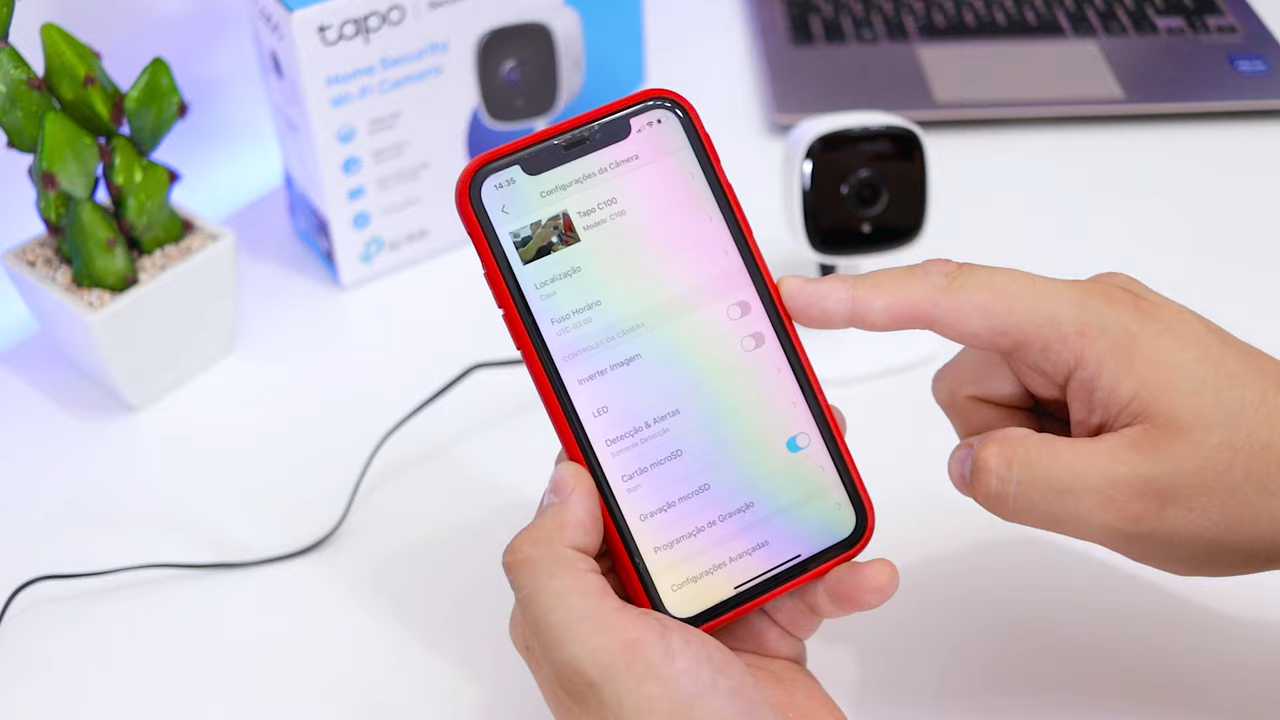 tapo
Home Security
Wi-Fi Camera
14:35
Configurações da Câmera
Tapo C100
Modelo: C100
Localização
Casa
Fuso Horário
UTC-03:00
CONTROLES DA CÂMERA
Inverter Imagem
LED
Detecção & Alertas
Somente Detecção
Cartão microSD
Bom
Gravação microSD
Programação de Gravação
Configurações Avançadas